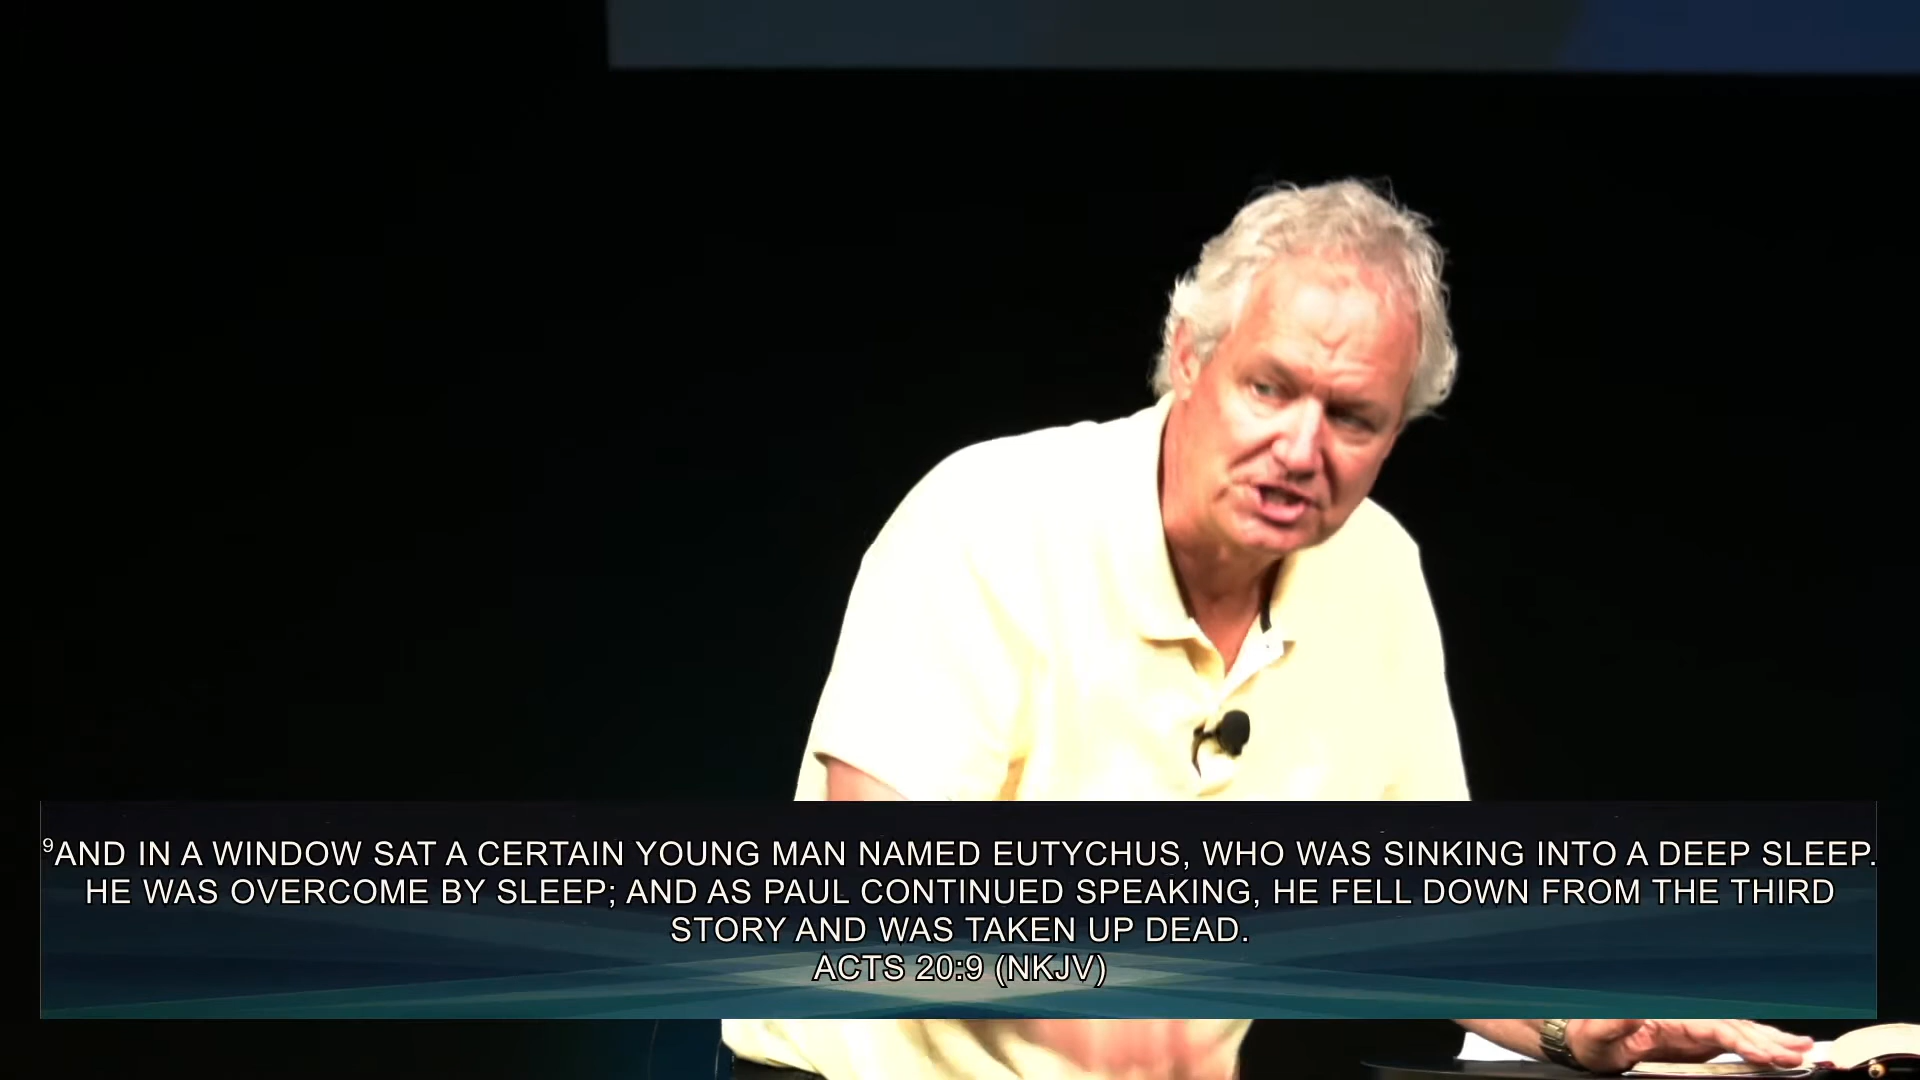 ⁹AND IN A WINDOW SAT A CERTAIN YOUNG MAN NAMED EUTYCHUS, WHO WAS SINKING INTO A DEEP SLEEP.
HE WAS OVERCOME BY SLEEP; AND AS PAUL CONTINUED SPEAKING, HE FELL DOWN FROM THE THIRD
STORY AND WAS TAKEN UP DEAD.
ACTS 20:9 (NKJV)